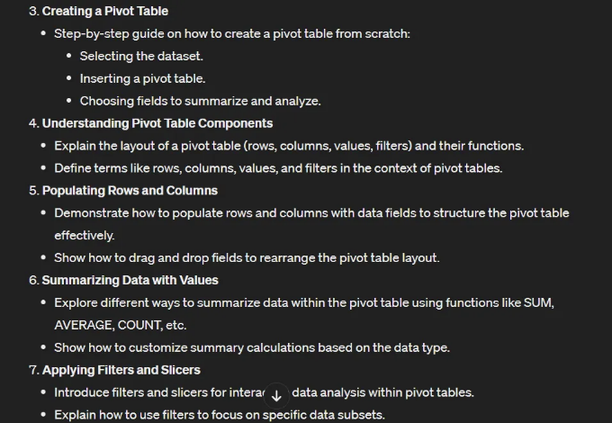 3. Creating a Pivot Table
• Step-by-step guide on how to create a pivot table from scratch:
• Selecting the dataset.
• Inserting a pivot table.
• Choosing fields to summarize and analyze.
4. Understanding Pivot Table Components
• Explain the layout of a pivot table (rows, columns, values, filters) and their functions.
• Define terms like rows, columns, values, and filters in the context of pivot tables.
5. Populating Rows and Columns
• Demonstrate how to populate rows and columns with data fields to structure the pivot table
effectively.
• Show how to drag and drop fields to rearrange the pivot table layout.
6. Summarizing Data with Values
• Explore different ways to summarize data within the pivot table using functions like SUM,
AVERAGE, COUNT, etc.
• Show how to customize summary calculations based on the data type.
7. Applying Filters and Slicers
• Introduce filters and slicers for data analysis within pivot tables.
• Explain how to use filters to focus on specific data subsets.